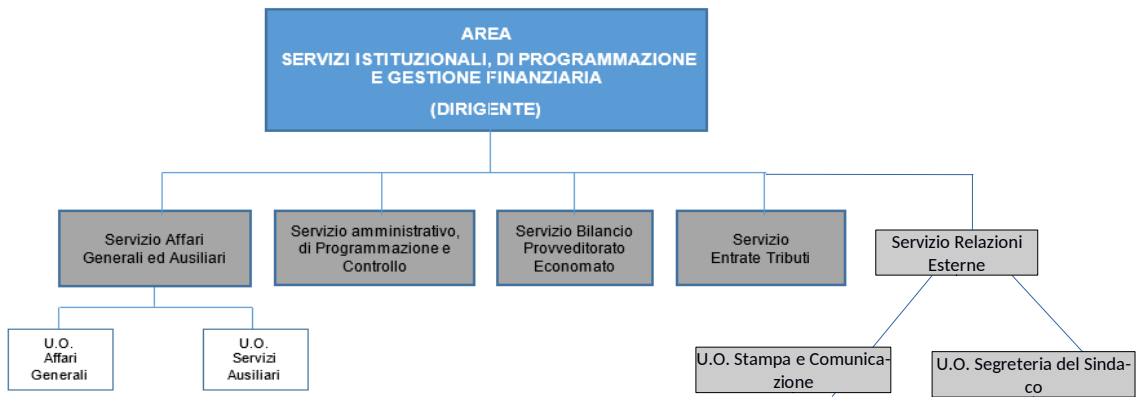 AREA
SERVIZI ISTITUZIONALI, DI PROGRAMMAZIONE
E GESTIONE FINANZIARIA
(DIRIGENTE)
Servizio Affari
Generali ed Ausiliari
Servizio amministrativo,
di Programmazione e
Controllo
Servizio Bilancio
Provveditorato
Economato
Servizio
Entrate Tributi
Servizio Relazioni
Esterne
U.O.
Affari
Generali
U.O.
Servizi
Ausiliari
U.O. Stampa e Comunica-
zione
U.O. Segreteria del Sinda-
co